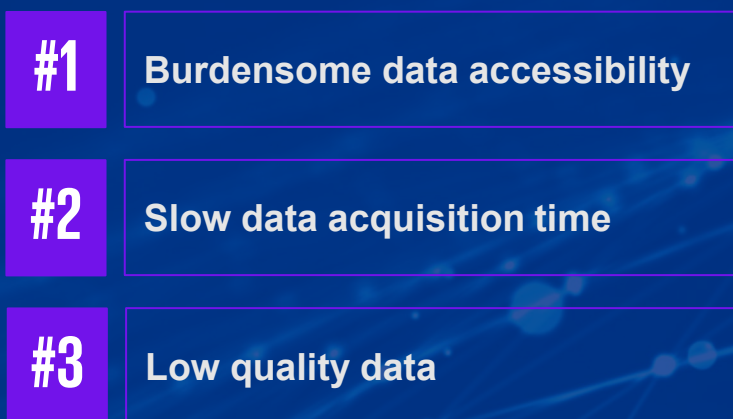 #1 Burdensome data accessibility
#2 Slow data acquisition time
#3 Low quality data